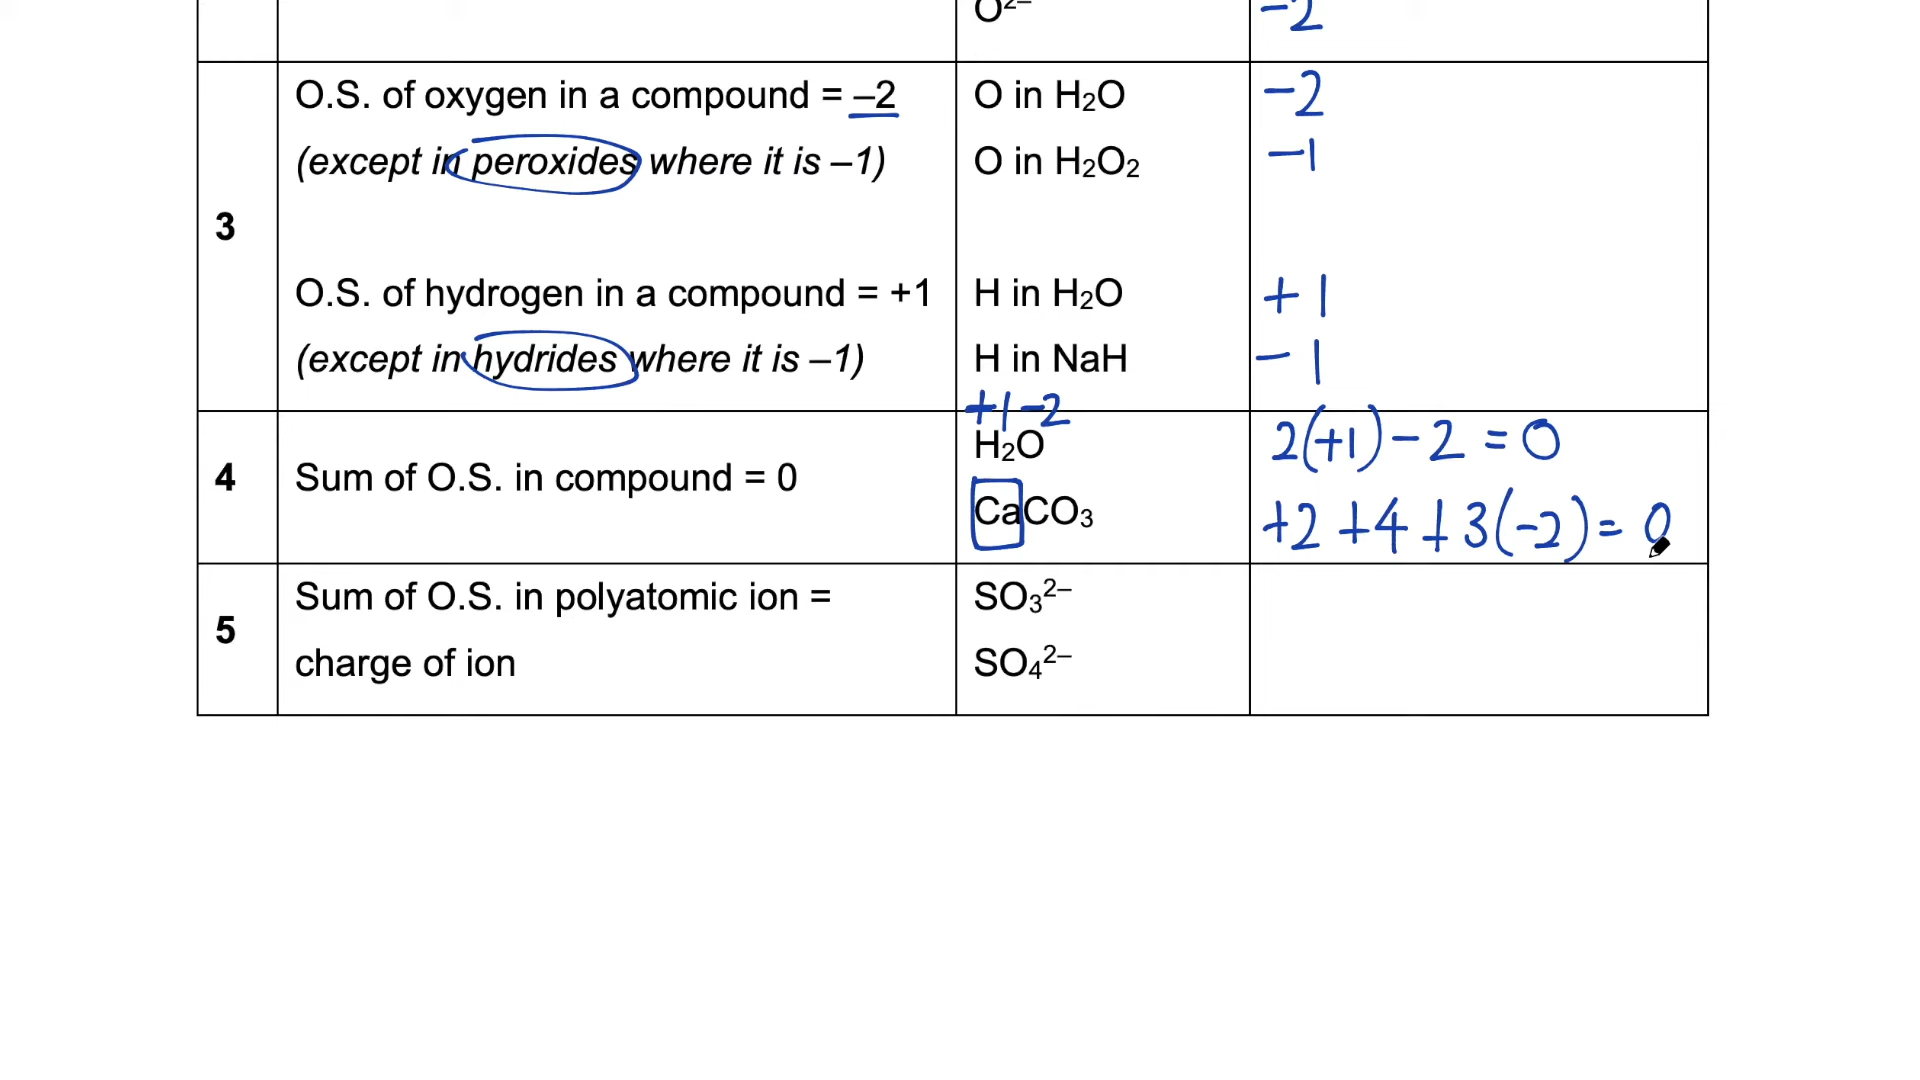 O²⁻ –2
O.S. of oxygen in a compound = –2 O in H₂O –2
(except in peroxides where it is –1) O in H₂O₂ –1
3
O.S. of hydrogen in a compound = +1 H in H₂O +1
(except in hydrides where it is –1) H in NaH –1
+1 –2
H₂O 2(+1) – 2 = 0
4 Sum of O.S. in compound = 0
CaCO₃ +2 +4 +3(–2) = 0
Sum of O.S. in polyatomic ion = SO₃²⁻
5
charge of ion SO₄²⁻